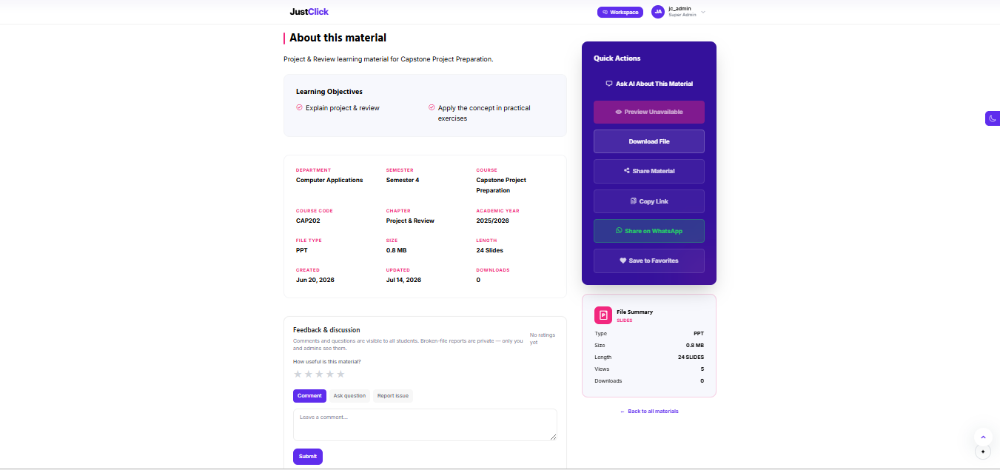 JustClick
Workspace
JA
jc_admin
Super Admin
About this material
Project & Review learning material for Capstone Project Preparation.
Learning Objectives
Explain project & review
Apply the concept in practical
exercises
DEPARTMENT
Computer Applications
SEMESTER
Semester 4
COURSE
Capstone Project
Preparation
COURSE CODE
CAP202
CHAPTER
Project & Review
ACADEMIC YEAR
2025/2026
FILE TYPE
PPT
SIZE
0.8 MB
LENGTH
24 Slides
CREATED
Jun 20, 2026
UPDATED
Jul 14, 2026
DOWNLOADS
0
Feedback & discussion
Comments and questions are visible to all students. Broken-file reports are private — only you
and admins see them.
No ratings
yet
How useful is this material?
Comment
Ask question
Report issue
Leave a comment...
Submit
Quick Actions
Ask AI About This Material
Preview Unavailable
Download File
Share Material
Copy Link
Share on WhatsApp
Save to Favorites
P
File Summary
SLIDES
Type PPT
Size 0.8 MB
Length 24 SLIDES
Views 5
Downloads 0
← Back to all materials